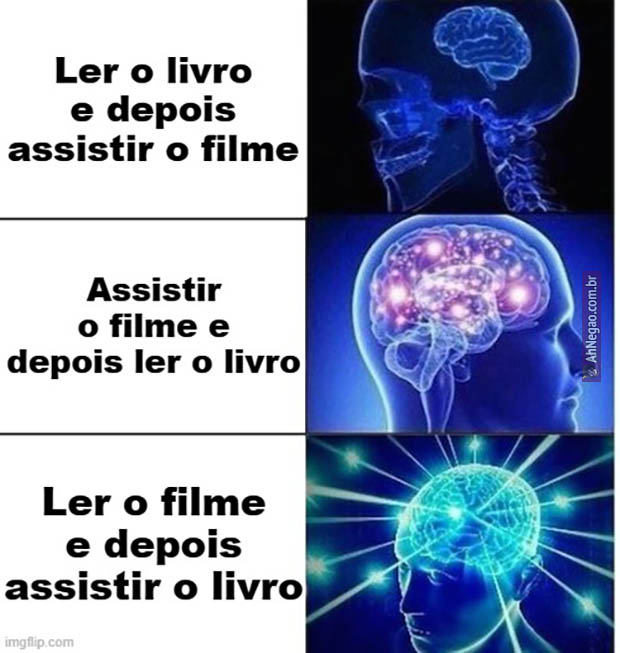 Ler o livro
e depois
assistir o filme
Assistir
o filme e
depois ler o livro
AhNegao.com.br
Ler o filme
e depois
assistir o livro
imgflip.com